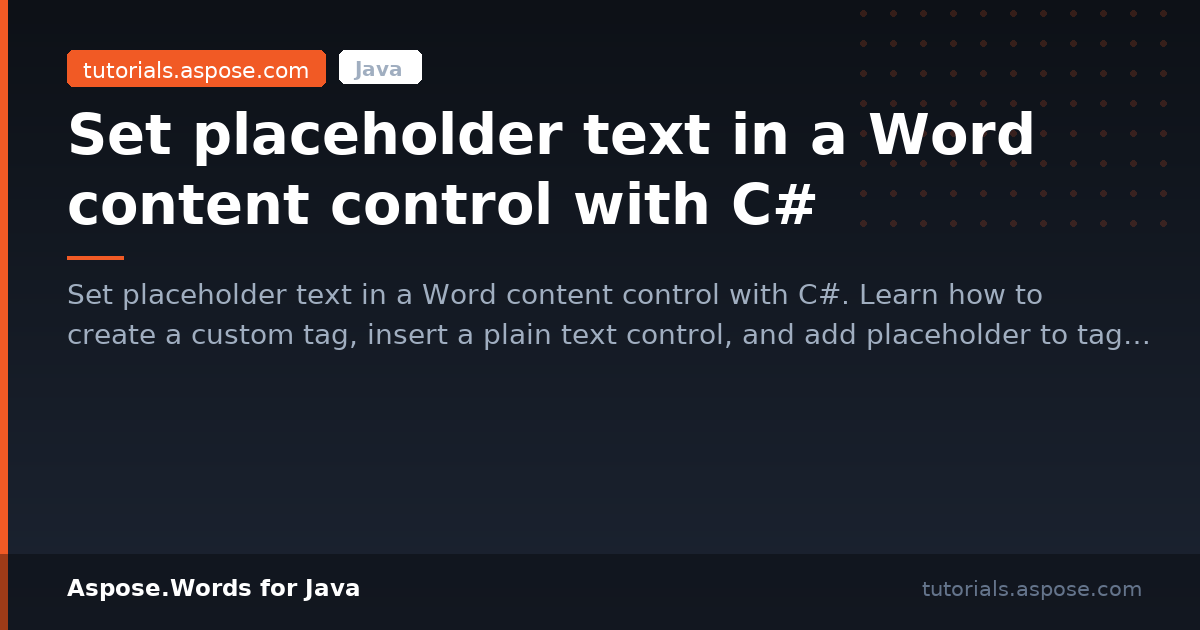 tutorials.aspose.com
Java
Set placeholder text in a Word
content control with C#
Set placeholder text in a Word content control with C#. Learn how to
create a custom tag, insert a plain text control, and add placeholder to tag…
Aspose.Words for Java
tutorials.aspose.com